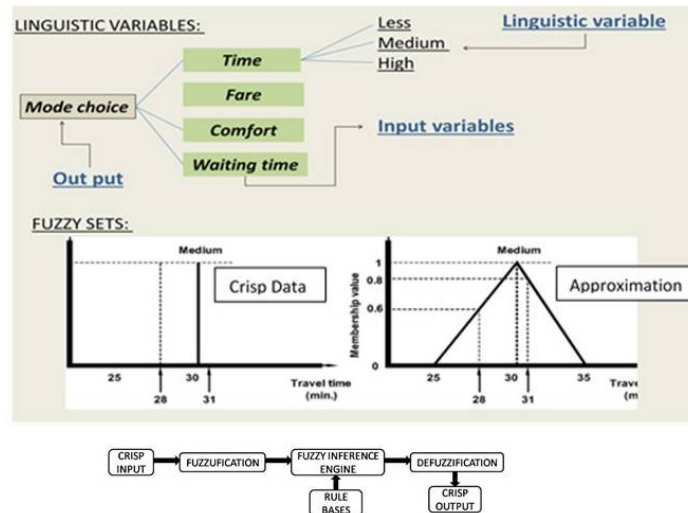 LINGUISTIC VARIABLES:
Less
Medium
High
Linguistic variable
Time
Fare
Comfort
Waiting time
Mode choice
Input variables
Out put
FUZZY SETS:
Medium
Crisp Data
25
30
28
31
Travel time
(min.)
Medium
Approximation
Membership value
1
0.8
0.6
0
25
30
35
28
31
Trave
(m
CRISP
INPUT
FUZZUFICATION
FUZZY INFERENCE
ENGINE
DEFUZZIFICATION
RULE
BASES
CRISP
OUTPUT